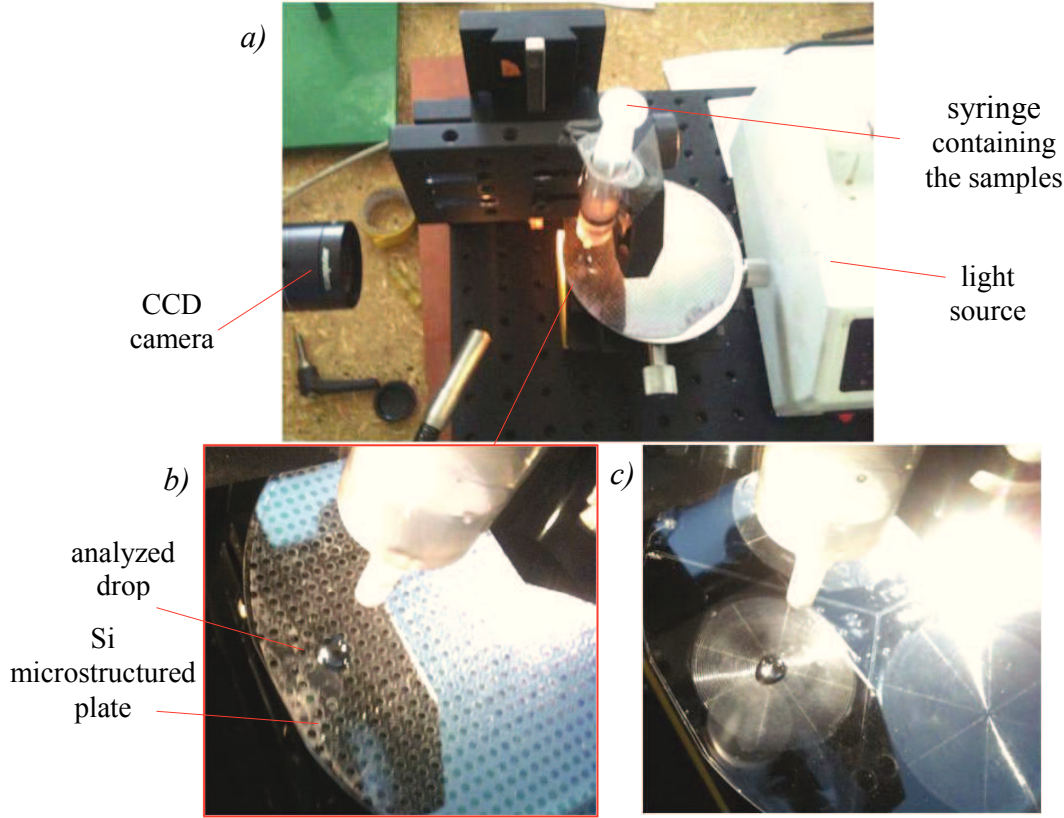 a)
syringe
containing
the samples
CCD
camera
light
source
b)
c)
analyzed
drop
Si
microstructured
plate